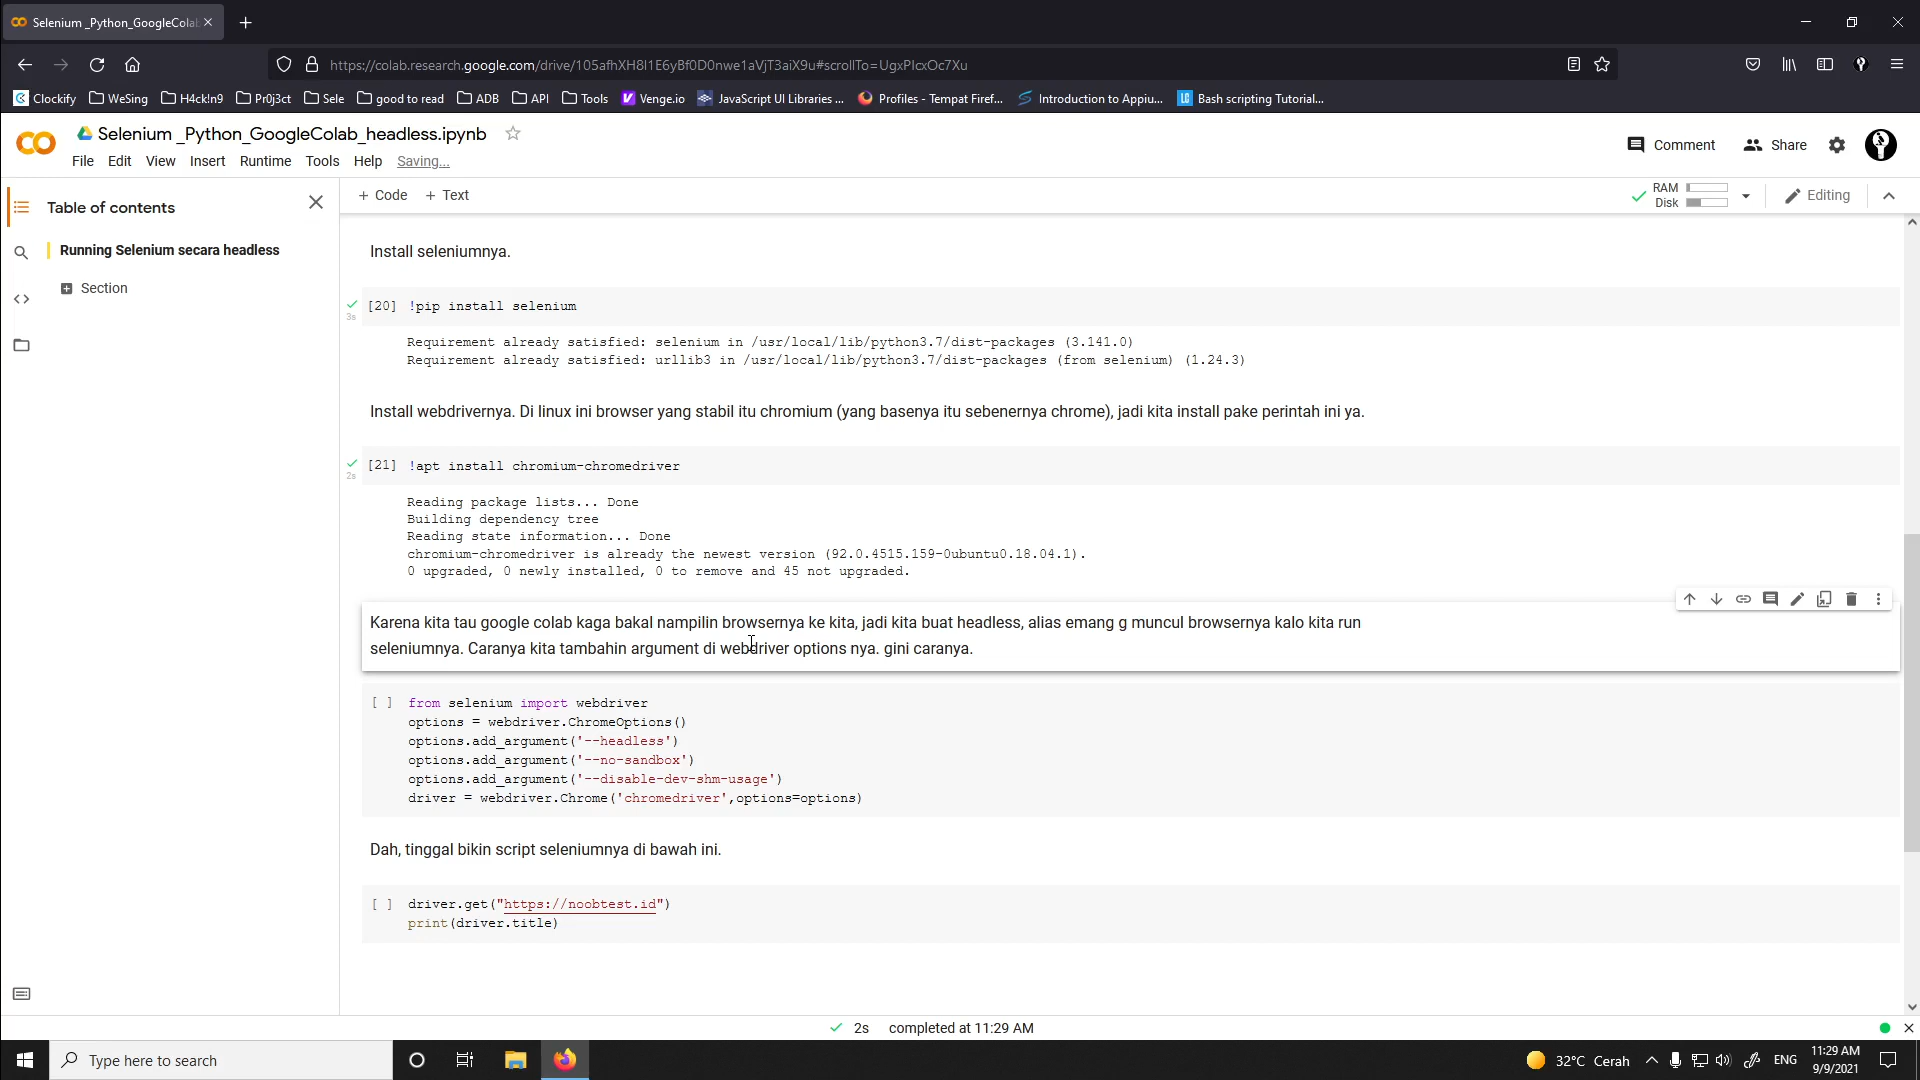 Selenium _Python_GoogleColab
https://colab.research.google.com/drive/105afhXH8I1E6yBf0D0nwe1aVjT3aiX9u#scrollTo=UgxPIcxOc7Xu
Clockify WeSing H4ck!n9 Pr0j3ct Sele good to read ADB API Tools Venge.io JavaScript UI Libraries ... Profiles - Tempat Firef... Introduction to Appiu... Bash scripting Tutorial...
Selenium _Python_GoogleColab_headless.ipynb
Comment Share
File Edit View Insert Runtime Tools Help Saving...
Table of contents
+ Code + Text
RAM
Disk
Editing
Running Selenium secara headless
Section
Install seleniumnya.
[20] !pip install selenium
3s
Requirement already satisfied: selenium in /usr/local/lib/python3.7/dist-packages (3.141.0)
Requirement already satisfied: urllib3 in /usr/local/lib/python3.7/dist-packages (from selenium) (1.24.3)
Install webdrivernya. Di linux ini browser yang stabil itu chromium (yang basenya itu sebenernya chrome), jadi kita install pake perintah ini ya.
[21] !apt install chromium-chromedriver
2s
Reading package lists... Done
Building dependency tree
Reading state information... Done
chromium-chromedriver is already the newest version (92.0.4515.159-0ubuntu0.18.04.1).
0 upgraded, 0 newly installed, 0 to remove and 45 not upgraded.
Karena kita tau google colab kaga bakal nampilin browsernya ke kita, jadi kita buat headless, alias emang g muncul browsernya kalo kita run
seleniumnya. Caranya kita tambahin argument di webdriver options nya. gini caranya.
[ ] from selenium import webdriver
options = webdriver.ChromeOptions()
options.add_argument('--headless')
options.add_argument('--no-sandbox')
options.add_argument('--disable-dev-shm-usage')
driver = webdriver.Chrome('chromedriver',options=options)
Dah, tinggal bikin script seleniumnya di bawah ini.
[ ] driver.get("https://noobtest.id")
print(driver.title)
2s completed at 11:29 AM
Type here to search
32°C Cerah
ENG
11:29 AM
9/9/2021